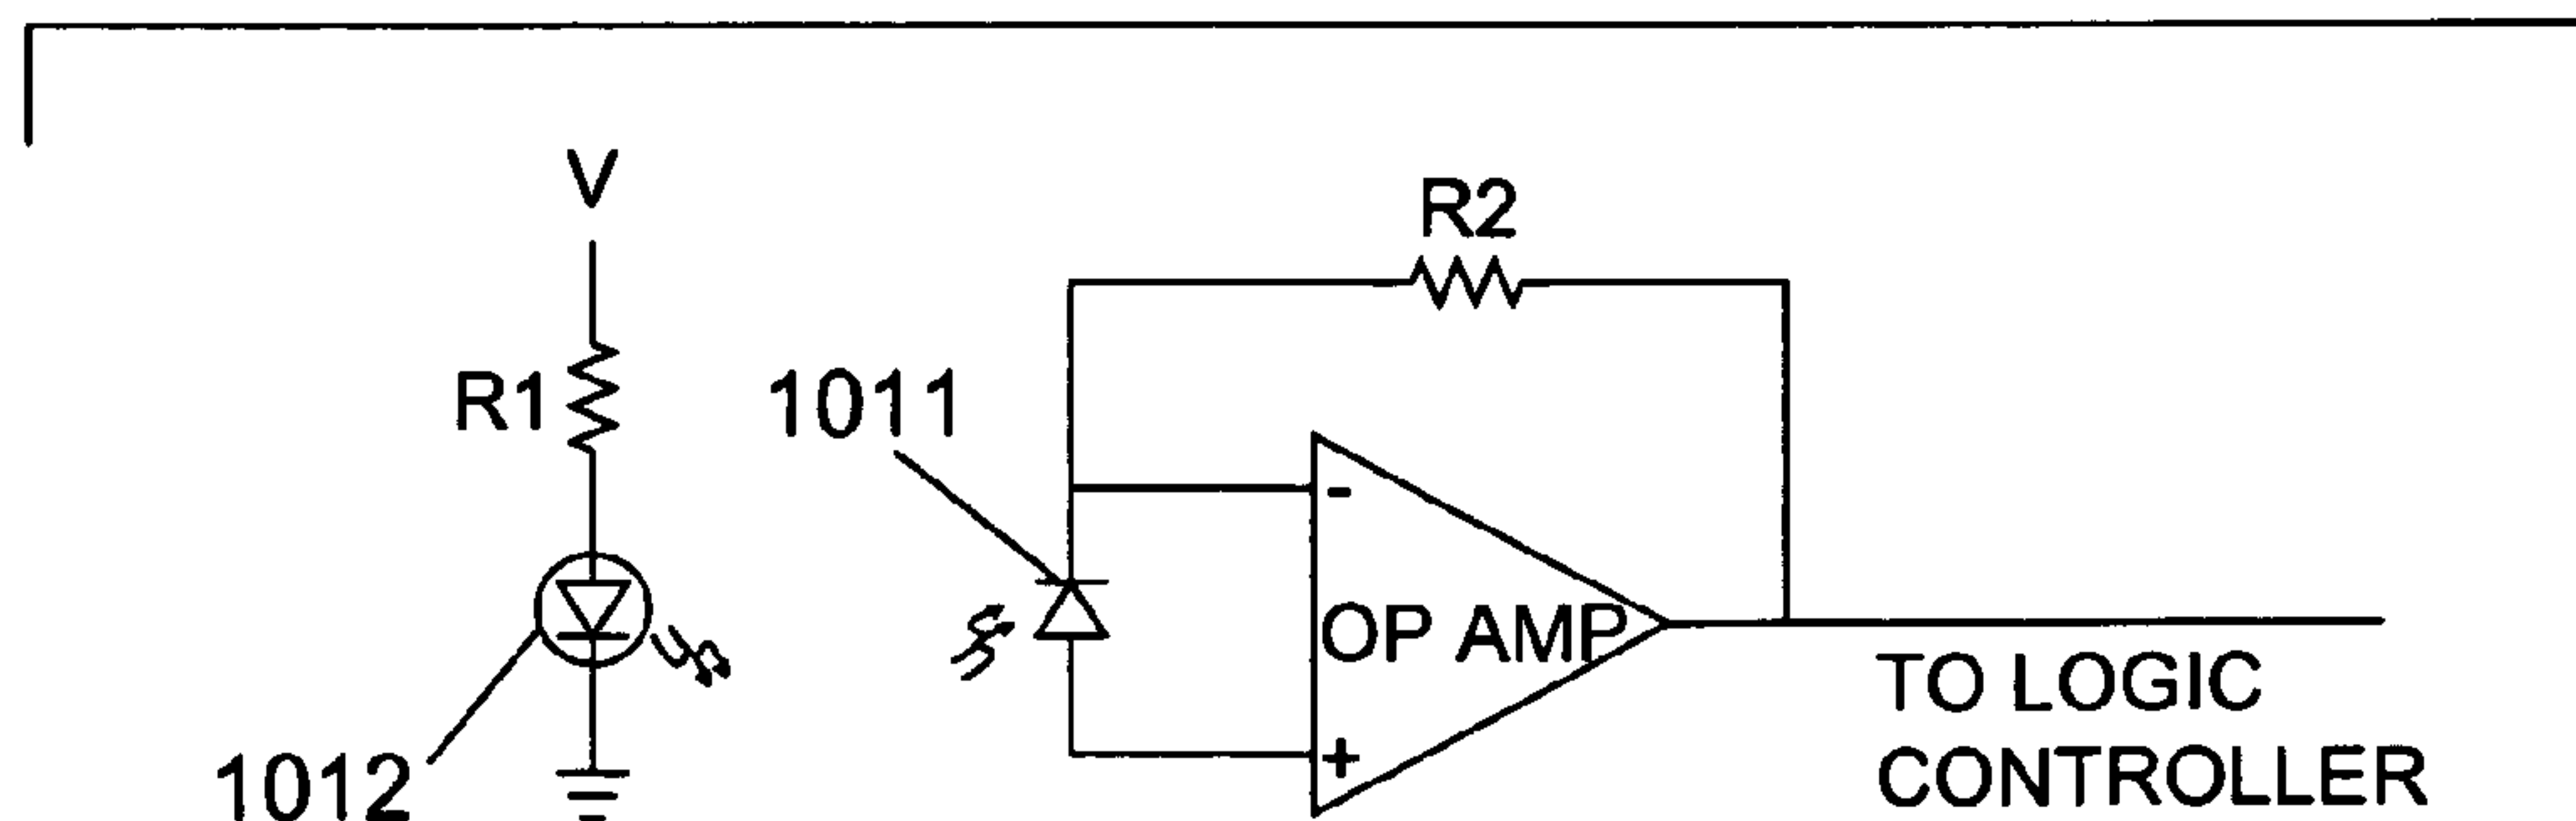 V
R2
R1
1011
-
OP AMP
+
1012
TO LOGIC
CONTROLLER